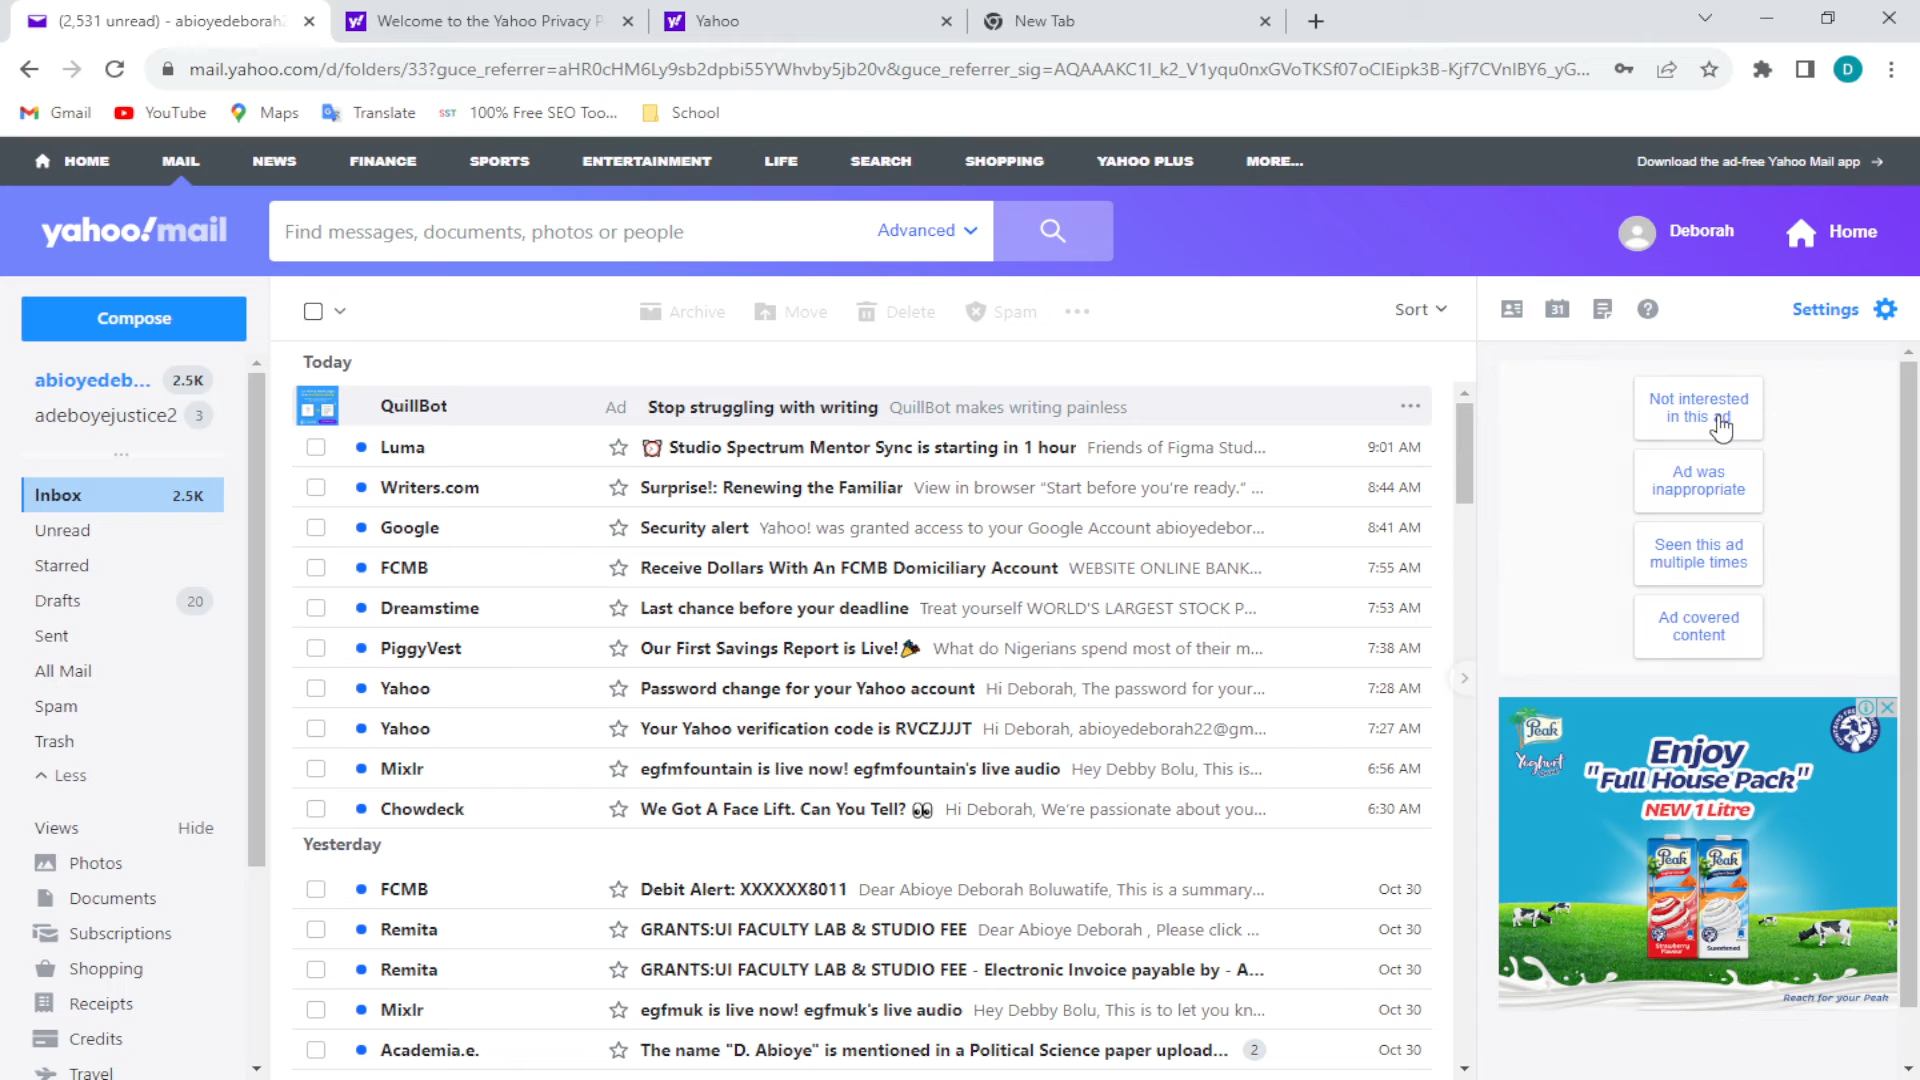 (2,531 unread) - abioyedeborah2
Welcome to the Yahoo Privacy P
Yahoo
New Tab
mail.yahoo.com/d/folders/33?guce_referrer=aHR0cHM6Ly9sb2dpbi55YWhvby5jb20v&guce_referrer_sig=AQAAAKC1l_k2_V1yqu0nxGVoTKSf07oClEipk3B-Kjf7CVnlBY6_yG...
D
Gmail
YouTube
Maps
Translate
SST 100% Free SEO Too...
School
HOME
MAIL
NEWS
FINANCE
SPORTS
ENTERTAINMENT
LIFE
SEARCH
SHOPPING
YAHOO PLUS
MORE...
Download the ad-free Yahoo Mail app →
yahoo!mail
Find messages, documents, photos or people
Advanced
Deborah
Home
Compose
Archive
Move
Delete
Spam
Sort
31
Settings
abioyedeb... 2.5K
adeboyejustice2 3
Inbox 2.5K
Unread
Starred
Drafts 20
Sent
All Mail
Spam
Trash
Less
Views Hide
Photos
Documents
Subscriptions
Shopping
Receipts
Credits
Travel
Today
QuillBot Ad Stop struggling with writing QuillBot makes writing painless
Luma ⏰ Studio Spectrum Mentor Sync is starting in 1 hour Friends of Figma Stud... 9:01 AM
Writers.com Surprise!: Renewing the Familiar View in browser “Start before you're ready.” ... 8:44 AM
Google Security alert Yahoo! was granted access to your Google Account abioyedebor... 8:41 AM
FCMB Receive Dollars With An FCMB Domiciliary Account WEBSITE ONLINE BANK... 7:55 AM
Dreamstime Last chance before your deadline Treat yourself WORLD'S LARGEST STOCK P... 7:53 AM
PiggyVest Our First Savings Report is Live!🎉 What do Nigerians spend most of their m... 7:38 AM
Yahoo Password change for your Yahoo account Hi Deborah, The password for your... 7:28 AM
Yahoo Your Yahoo verification code is RVCZJJJT Hi Deborah, abioyedeborah22@gm... 7:27 AM
Mixlr egfmfountain is live now! egfmfountain's live audio Hey Debby Bolu, This is... 6:56 AM
Chowdeck We Got A Face Lift. Can You Tell? 👀 Hi Deborah, We're passionate about you... 6:30 AM
Yesterday
FCMB Debit Alert: XXXXXX8011 Dear Abioye Deborah Boluwatife, This is a summary... Oct 30
Remita GRANTS:UI FACULTY LAB & STUDIO FEE Dear Abioye Deborah , Please click ... Oct 30
Remita GRANTS:UI FACULTY LAB & STUDIO FEE - Electronic Invoice payable by - A... Oct 30
Mixlr egfmuk is live now! egfmuk's live audio Hey Debby Bolu, This is to let you kn... Oct 30
Academia.e. The name "D. Abioye" is mentioned in a Political Science paper upload... 2 Oct 30
Not interested
in this ad
Ad was
inappropriate
Seen this ad
multiple times
Ad covered
content
Peak
Yoghurt
Enjoy
"Full House Pack"
NEW 1 Litre
Peak
Peak
Strawberry
Flavour
Sweetened
Reach for your Peak